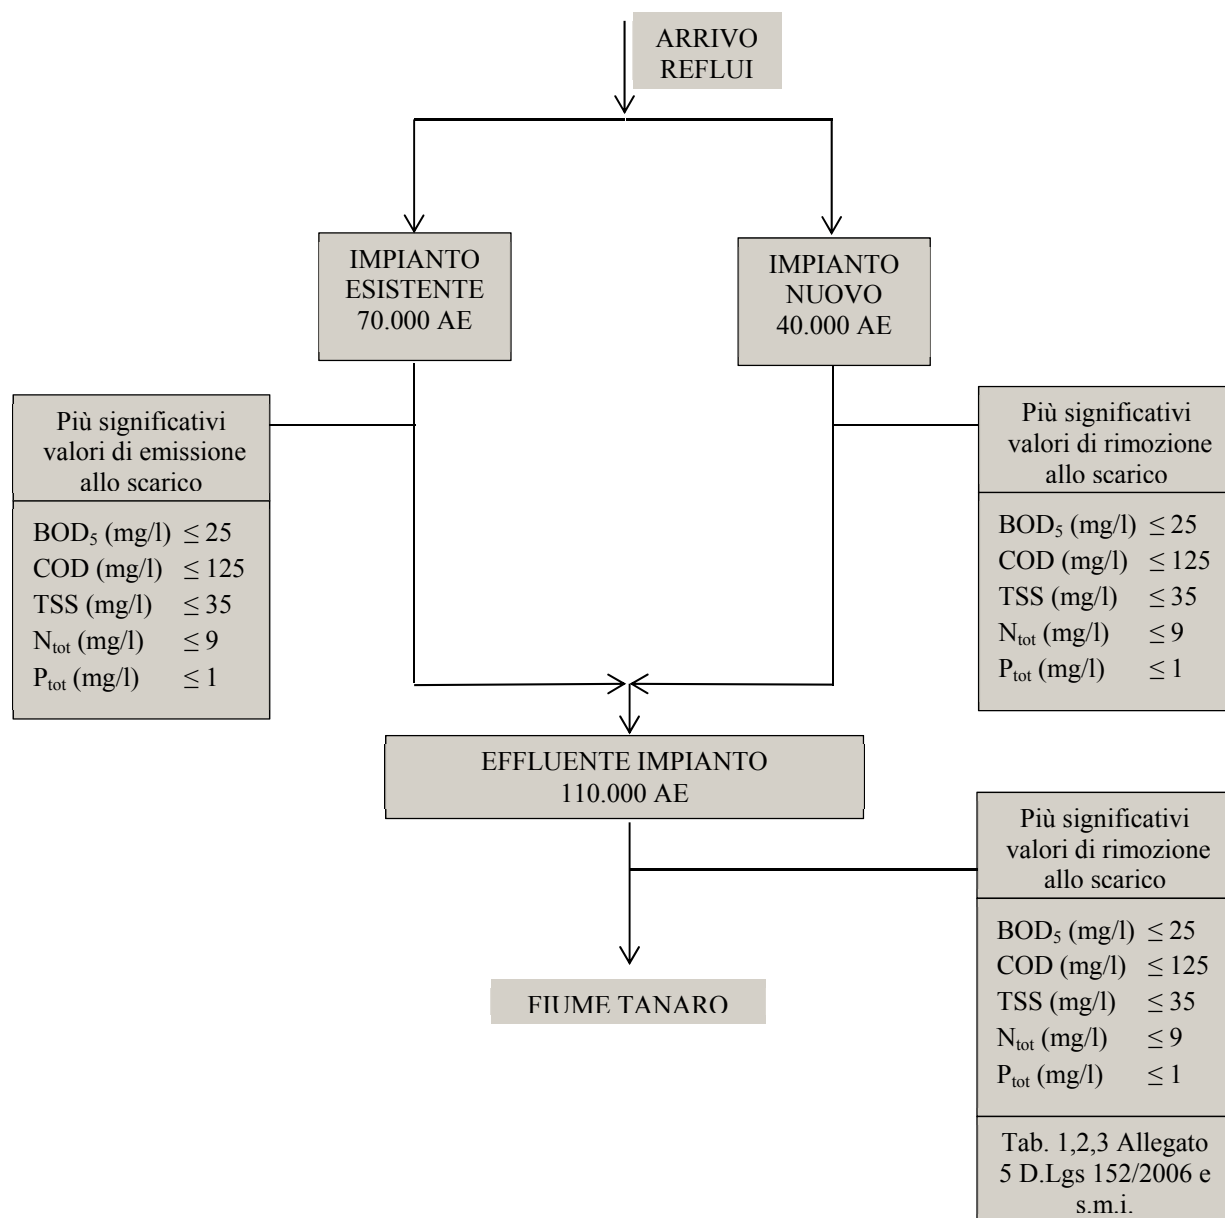 ARRIVO
REFLUI
IMPIANTO
ESISTENTE
70.000 AE
IMPIANTO
NUOVO
40.000 AE
Più significativi
valori di emissione
allo scarico
BOD₅ (mg/l) ≤ 25
COD (mg/l) ≤ 125
TSS (mg/l) ≤ 35
Nₜₒₜ (mg/l) ≤ 9
Pₜₒₜ (mg/l) ≤ 1
Più significativi
valori di rimozione
allo scarico
BOD₅ (mg/l) ≤ 25
COD (mg/l) ≤ 125
TSS (mg/l) ≤ 35
Nₜₒₜ (mg/l) ≤ 9
Pₜₒₜ (mg/l) ≤ 1
EFFLUENTE IMPIANTO
110.000 AE
Più significativi
valori di rimozione
allo scarico
BOD₅ (mg/l) ≤ 25
COD (mg/l) ≤ 125
TSS (mg/l) ≤ 35
Nₜₒₜ (mg/l) ≤ 9
Pₜₒₜ (mg/l) ≤ 1
Tab. 1,2,3 Allegato
5 D.Lgs 152/2006 e
s.m.i.
FIUME TANARO